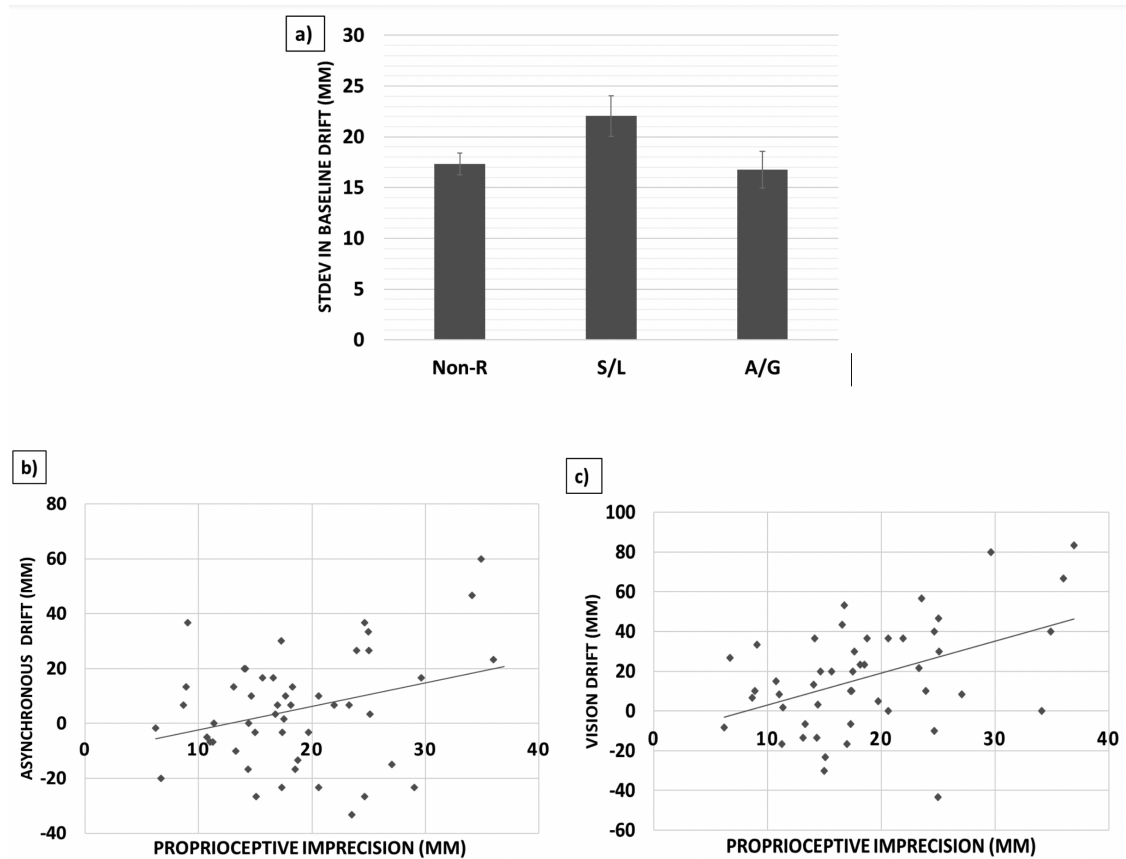 a)
STDEV IN BASELINE DRIFT (MM)
30
25
20
15
10
5
0
Non-R S/L A/G
b)
ASYNCHRONOUS DRIFT (MM)
80
60
40
20
0
-20
-40
0 10 20 30 40
PROPRIOCEPTIVE IMPRECISION (MM)
c)
VISION DRIFT (MM)
100
80
60
40
20
0
-20
-40
-60
0 10 20 30 40
PROPRIOCEPTIVE IMPRECISION (MM)